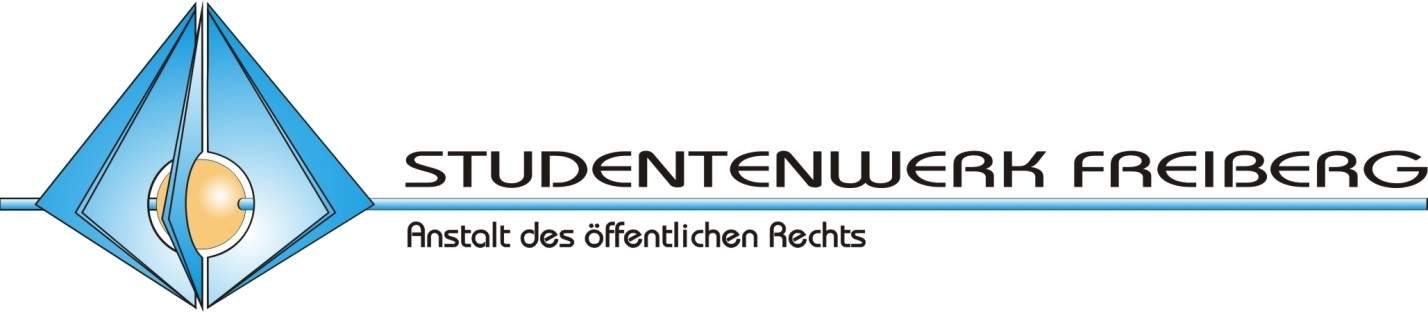 STUDENTENWERK FREIBERG
Anstalt des öffentlichen Rechts